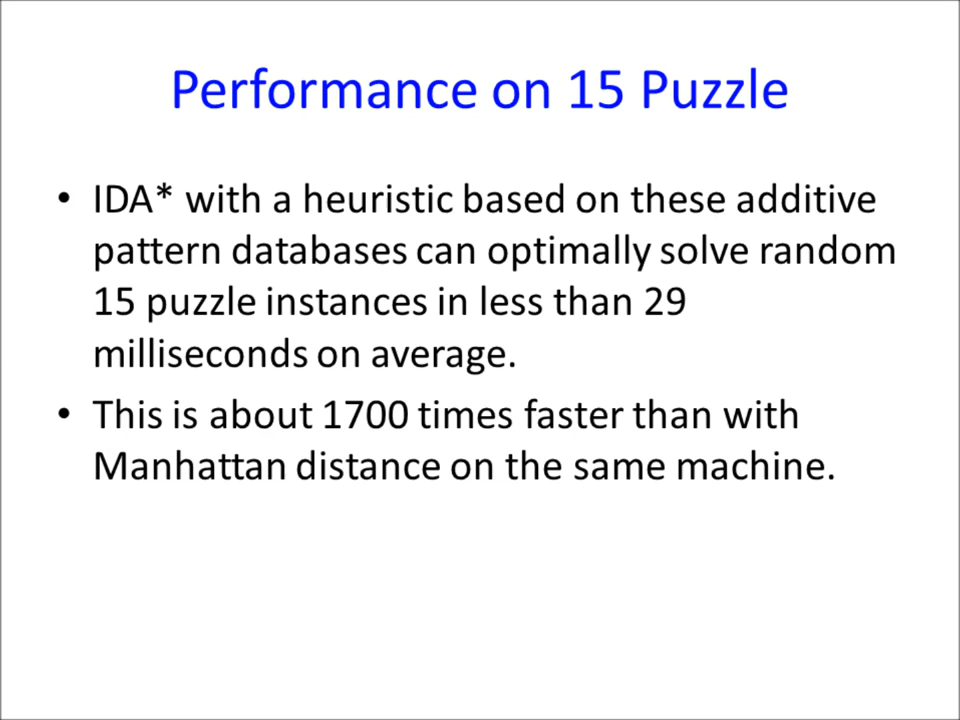 Performance on 15 Puzzle
• IDA* with a heuristic based on these additive
pattern databases can optimally solve random
15 puzzle instances in less than 29
milliseconds on average.
• This is about 1700 times faster than with
Manhattan distance on the same machine.